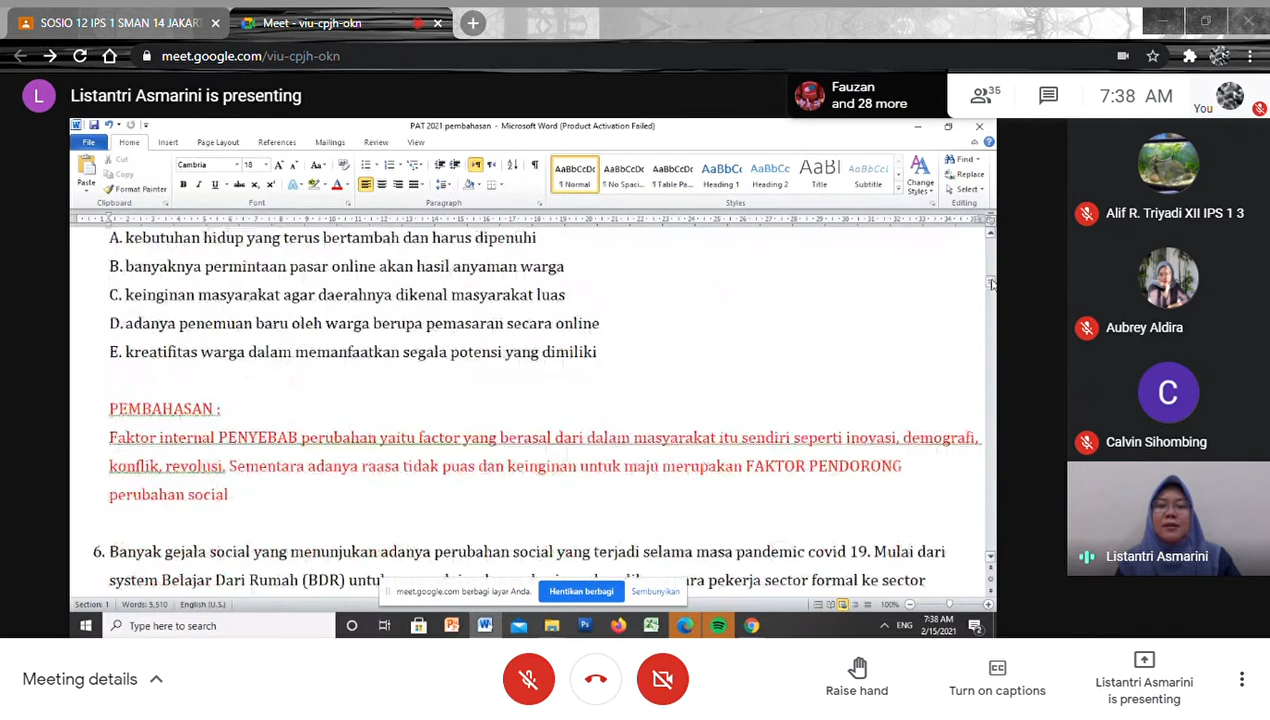 SOSIO 12 IPS 1 SMAN 14 JAKART
Meet - viu-cpjh-okn
meet.google.com/viu-cpjh-okn
L
Listantri Asmarini is presenting
Fauzan
and 28 more
35
7:38 AM
You
PAT 2021 pembahasan - Microsoft Word (Product Activation Failed)
File
Home
Insert
Page Layout
References
Mailings
Review
View
Paste
Cut
Copy
Format Painter
Clipboard
Cambria
18
Font
Paragraph
AaBbCcDc
¶ Normal
AaBbCcDc
¶ No Spaci...
AaBbCcDc
¶ Table Pa...
AaBbCc
Heading 1
AaBbCc
Heading 2
AaBl
Title
AaBbCcL
Subtitle
Change
Styles
Styles
Find
Replace
Select
Editing
A. kebutuhan hidup yang terus bertambah dan harus dipenuhi
B. banyaknya permintaan pasar online akan hasil anyaman warga
C. keinginan masyarakat agar daerahnya dikenal masyarakat luas
D. adanya penemuan baru oleh warga berupa pemasaran secara online
E. kreatifitas warga dalam memanfaatkan segala potensi yang dimiliki
PEMBAHASAN :
Faktor internal PENYEBAB perubahan yaitu factor yang berasal dari dalam masyarakat itu sendiri seperti inovasi, demografi,
konflik, revolusi. Sementara adanya raasa tidak puas dan keinginan untuk maju merupakan FAKTOR PENDORONG
perubahan social
6. Banyak gejala social yang menunjukan adanya perubahan social yang terjadi selama masa pandemic covid 19. Mulai dari
system Belajar Dari Rumah (BDR) pekerja sector formal ke sector
meet.google.com berbagi layar Anda.
Hentikan berbagi
Sembunyikan
Section: 1
Words: 5,510
English (U.S.)
100%
Type here to search
ENG
7:38 AM
2/15/2021
2
Alif R. Triyadi XII IPS 1 3
Aubrey Aldira
C
Calvin Sihombing
Listantri Asmarini
Meeting details
Raise hand
Turn on captions
Listantri Asmarini
is presenting